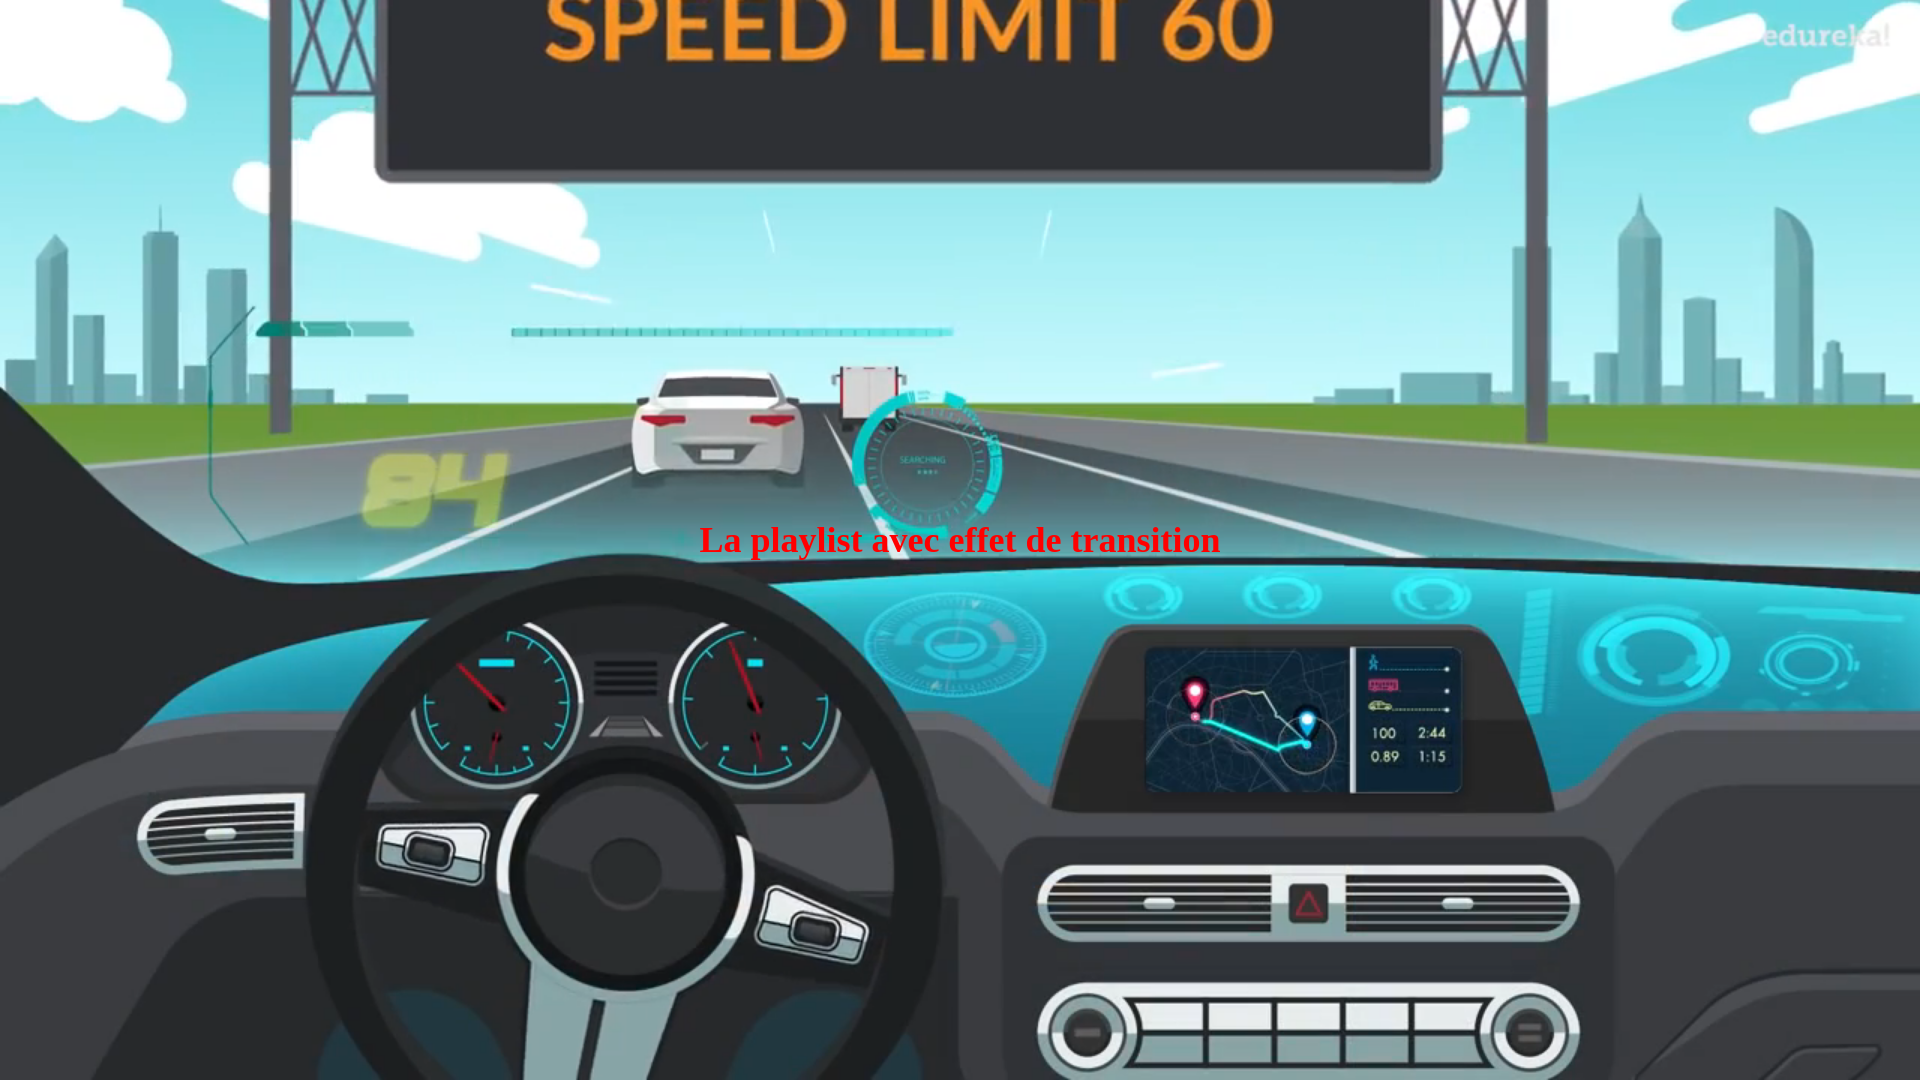 SPEED LIMIT 60
edureka!
SEARCHING
84
La playlist avec effet de transition
100 2:44
0.89 1:15